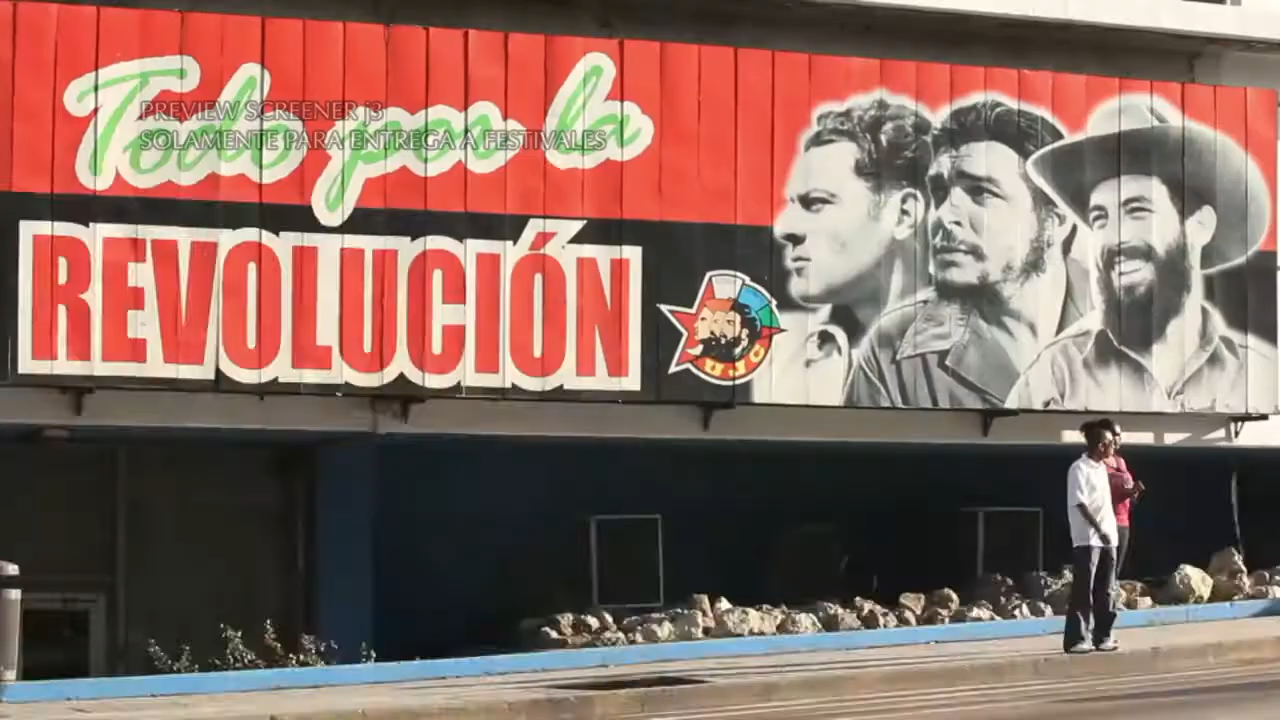 Todo por la
PREVIEW SCREENER j3
SOLAMENTE PARA ENTREGA A FESTIVALES
REVOLUCIÓN
UJC